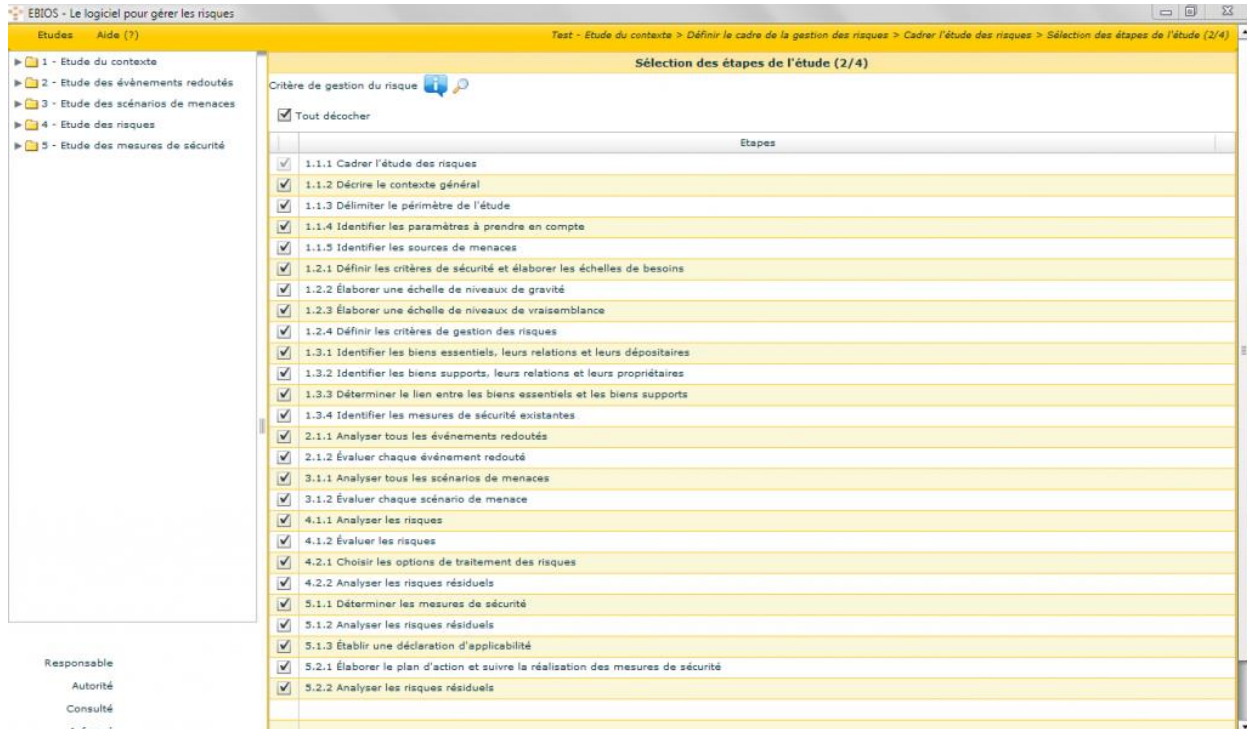 EBIOS - Le logiciel pour gérer les risques
Etudes Aide (?) Test - Etude du contexte > Définir le cadre de la gestion des risques > Cadrer l'étude des risques > Sélection des étapes de l'étude (2/4)
1 - Etude du contexte
2 - Etude des évènements redoutés
3 - Etude des scénarios de menaces
4 - Etude des risques
5 - Etude des mesures de sécurité
Sélection des étapes de l'étude (2/4)
Critère de gestion du risque
Tout décocher
Etapes
1.1.1 Cadrer l'étude des risques
1.1.2 Décrire le contexte général
1.1.3 Délimiter le périmètre de l'étude
1.1.4 Identifier les paramètres à prendre en compte
1.1.5 Identifier les sources de menaces
1.2.1 Définir les critères de sécurité et élaborer les échelles de besoins
1.2.2 Élaborer une échelle de niveaux de gravité
1.2.3 Élaborer une échelle de niveaux de vraisemblance
1.2.4 Définir les critères de gestion des risques
1.3.1 Identifier les biens essentiels, leurs relations et leurs dépositaires
1.3.2 Identifier les biens supports, leurs relations et leurs propriétaires
1.3.3 Déterminer le lien entre les biens essentiels et les biens supports
1.3.4 Identifier les mesures de sécurité existantes
2.1.1 Analyser tous les événements redoutés
2.1.2 Évaluer chaque événement redouté
3.1.1 Analyser tous les scénarios de menaces
3.1.2 Évaluer chaque scénario de menace
4.1.1 Analyser les risques
4.1.2 Évaluer les risques
4.2.1 Choisir les options de traitement des risques
4.2.2 Analyser les risques résiduels
5.1.1 Déterminer les mesures de sécurité
5.1.2 Analyser les risques résiduels
5.1.3 Établir une déclaration d'applicabilité
5.2.1 Élaborer le plan d'action et suivre la réalisation des mesures de sécurité
5.2.2 Analyser les risques résiduels
Responsable
Autorité
Consulté